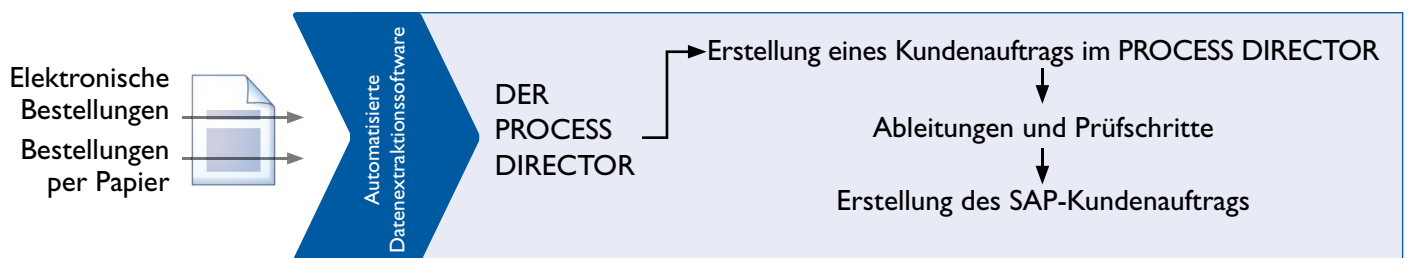 Elektronische
Bestellungen
Bestellungen
per Papier
Automatisierte
Datenextraktionssoftware
DER
PROCESS
DIRECTOR
Erstellung eines Kundenauftrags im PROCESS DIRECTOR
Ableitungen und Prüfschritte
Erstellung des SAP-Kundenauftrags